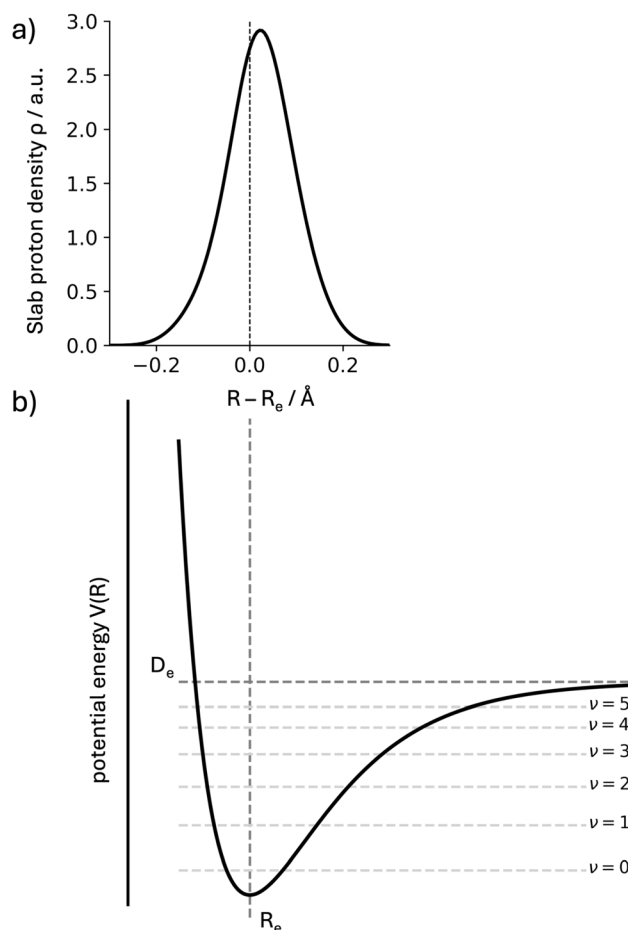 a)
Slab proton density ρ / a.u.
3.0
2.5
2.0
1.5
1.0
0.5
0.0
−0.2
0.0
0.2
R – Rₑ / Å
b)
potential energy V(R)
Dₑ
ν = 5
ν = 4
ν = 3
ν = 2
ν = 1
ν = 0
Rₑ